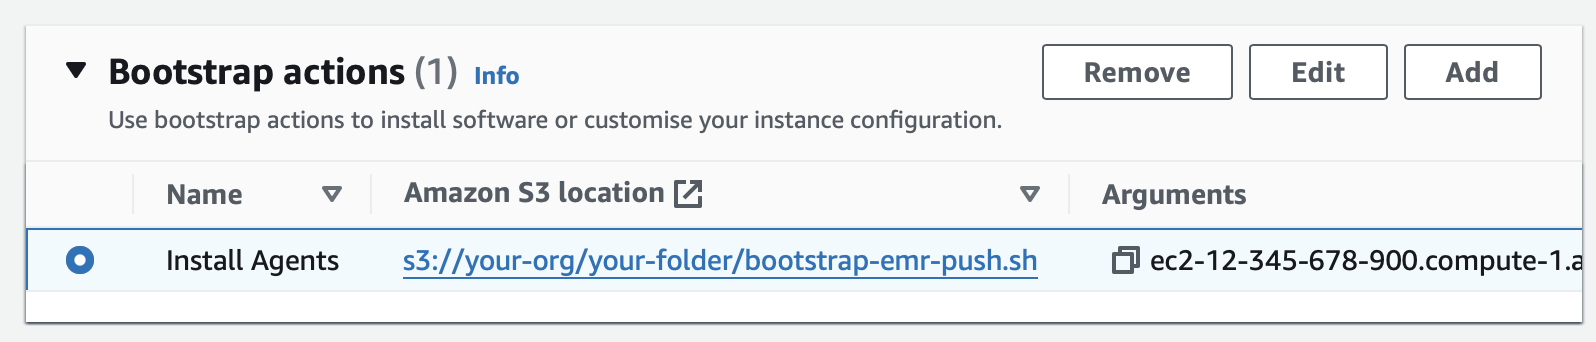 Bootstrap actions (1) Info
Remove
Edit
Add
Use bootstrap actions to install software or customise your instance configuration.
Name
Amazon S3 location
Arguments
Install Agents
s3://your-org/your-folder/bootstrap-emr-push.sh
ec2-12-345-678-900.compute-1.a